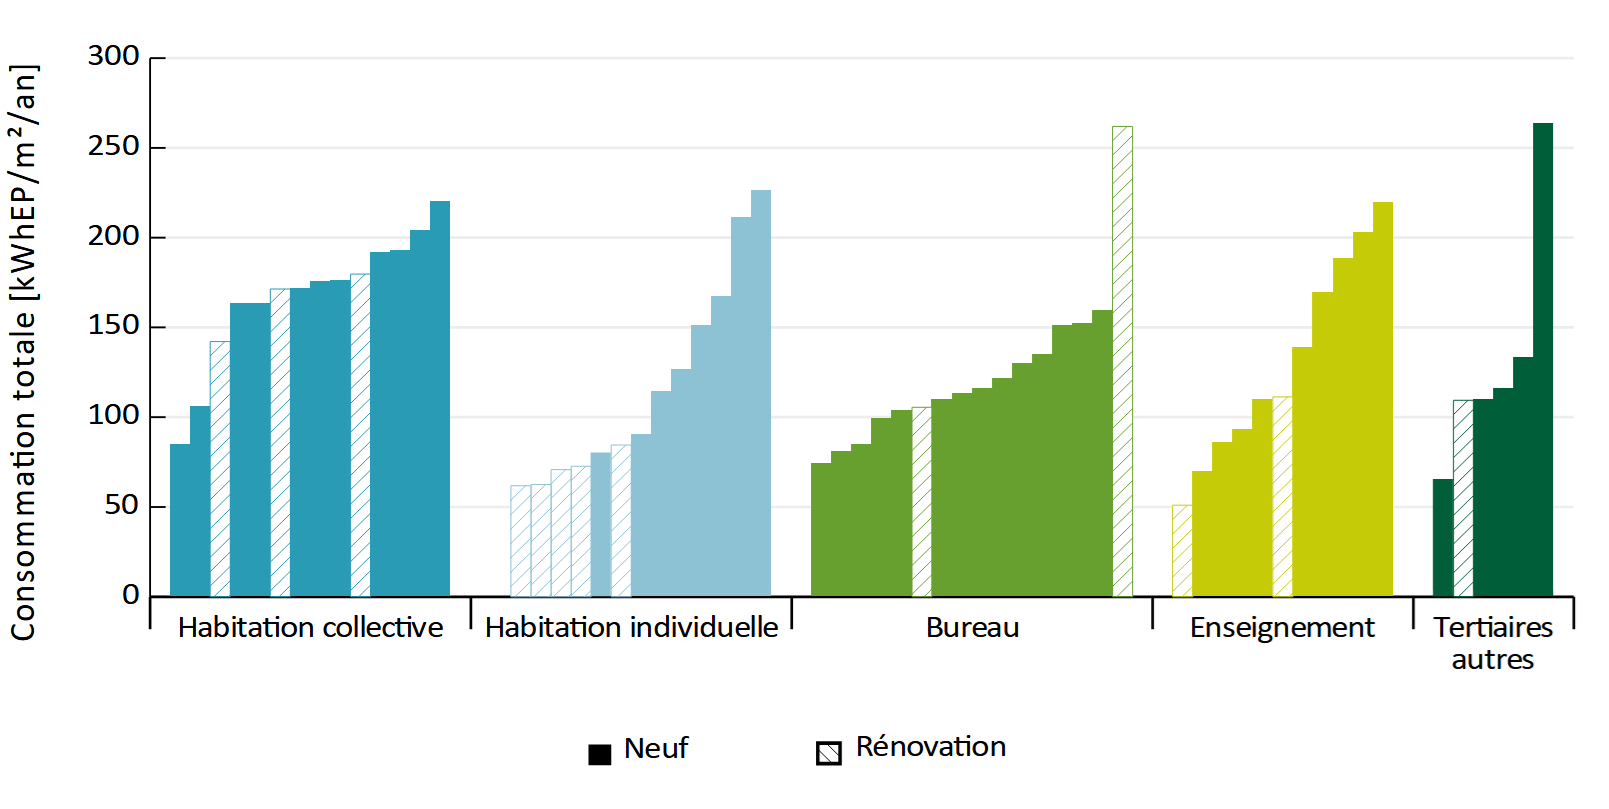 Consommation totale [kWhEP/m²/an]
300
250
200
150
100
50
0
Habitation collective
Habitation individuelle
Bureau
Enseignement
Tertiaires
autres
Neuf
Rénovation